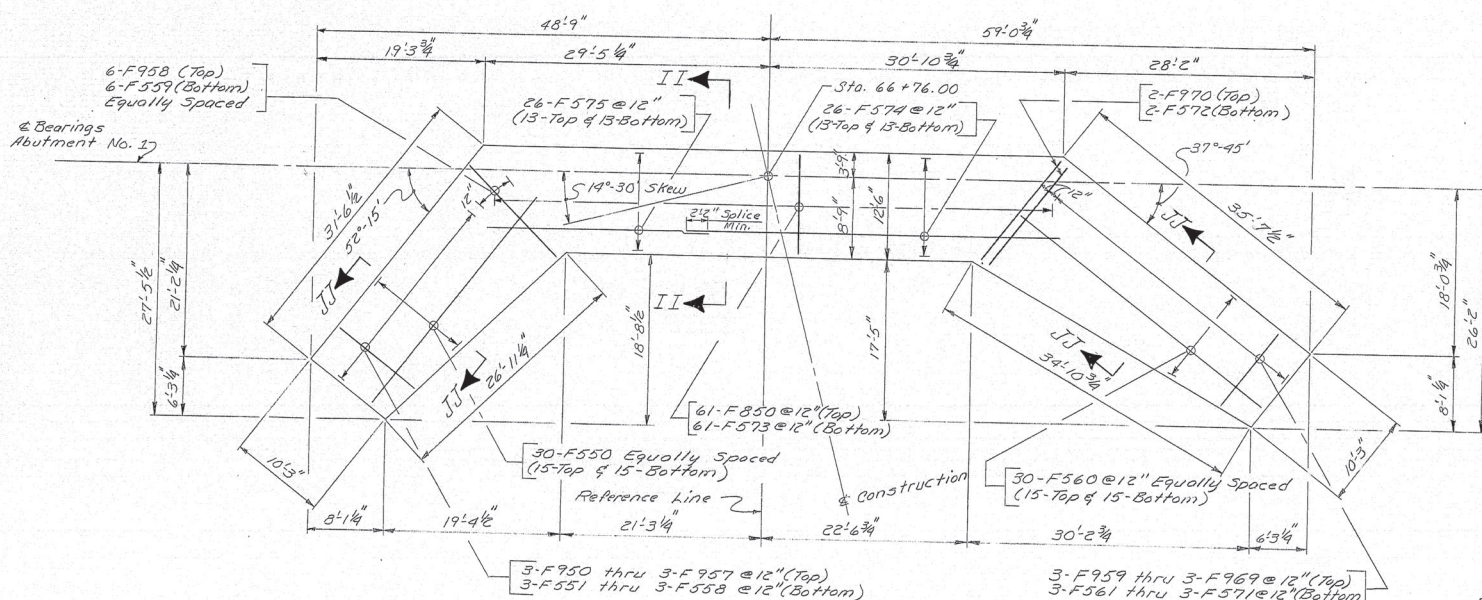 48'-9"
59'-0¾"
19'-3¾"
29'-5¼"
30'-10¾"
28'-2"
6-F958 (Top)
6-F559 (Bottom)
Equally Spaced
II
26-F575 @ 12"
(13-Top & 13-Bottom)
Sta. 66+76.00
26-F574 @ 12"
(13-Top & 13-Bottom)
2-F970 (Top)
2-F572 (Bottom)
℄ Bearings
Abutment No. 1
37°-45'
14°-30' Skew
12"
12"
3'-9"
8'-9"
12'-6"
2'-2" Splice
Min.
31'-6½"
52°-15'
35'-7½"
JJ
JJ
27'-5½"
21'-2¼"
6'-3¼"
II
18'-8½"
17'-5"
18'-0¾"
26'-2"
8'-1¼"
JJ
26'-11¼"
JJ
34'-10¾"
61-F850 @ 12" (Top)
61-F573 @ 12" (Bottom)
30-F550 Equally Spaced
(15-Top & 15-Bottom)
30-F560 @ 12" Equally Spaced
(15-Top & 15-Bottom)
Reference Line
℄ Construction
10'-3"
10'-3"
8'-1¼"
19'-4½"
21'-3¼"
22'-6¾"
30'-2¾
6'-3¼"
3-F950 thru 3-F957 @ 12" (Top)
3-F551 thru 3-F558 @ 12" (Bottom)
3-F959 thru 3-F969 @ 12" (Top)
3-F561 thru 3-F571 @ 12" (Bottom